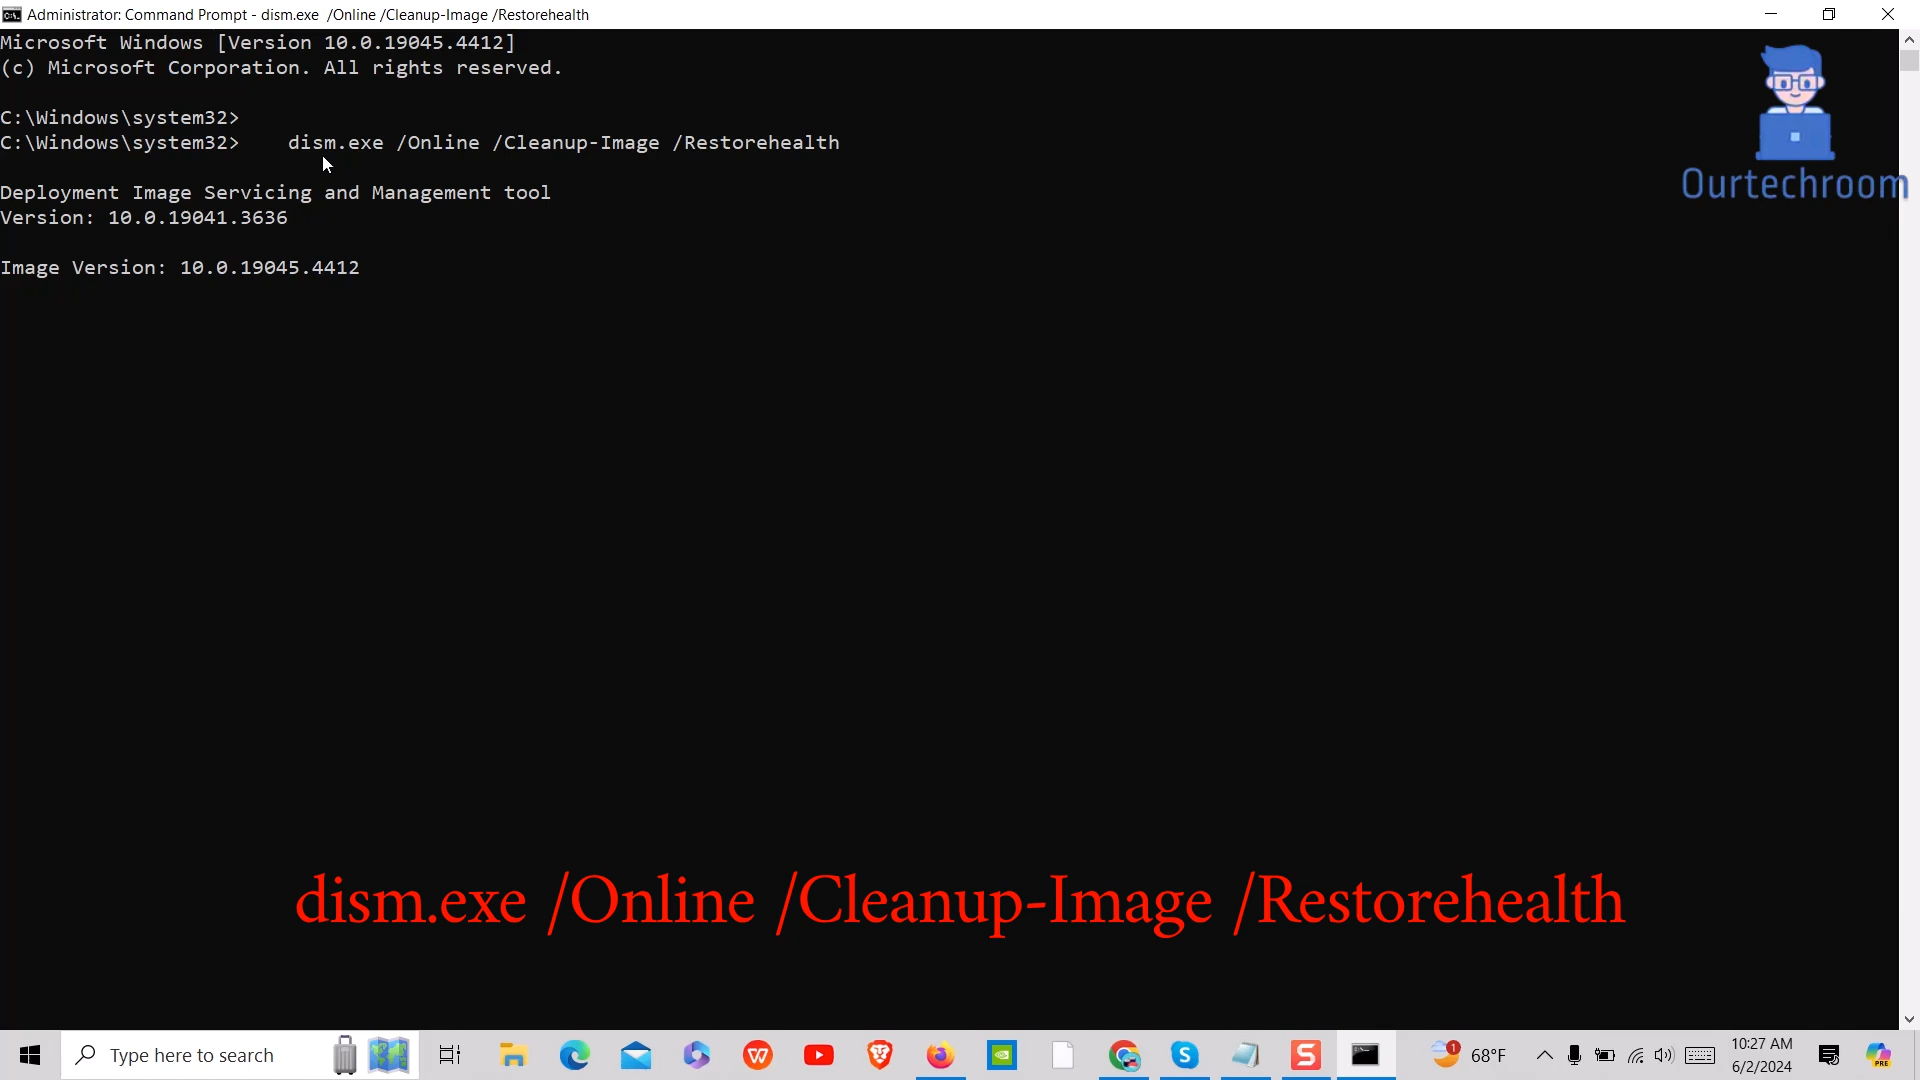 Administrator: Command Prompt - dism.exe  /Online /Cleanup-Image /Restorehealth
Microsoft Windows [Version 10.0.19045.4412]
(c) Microsoft Corporation. All rights reserved.
C:\Windows\system32>
C:\Windows\system32>    dism.exe /Online /Cleanup-Image /Restorehealth
Deployment Image Servicing and Management tool
Version: 10.0.19041.3636
Image Version: 10.0.19045.4412
Ourtechroom
dism.exe /Online /Cleanup-Image /Restorehealth
Type here to search
1
68°F
10:27 AM
6/2/2024
PRE